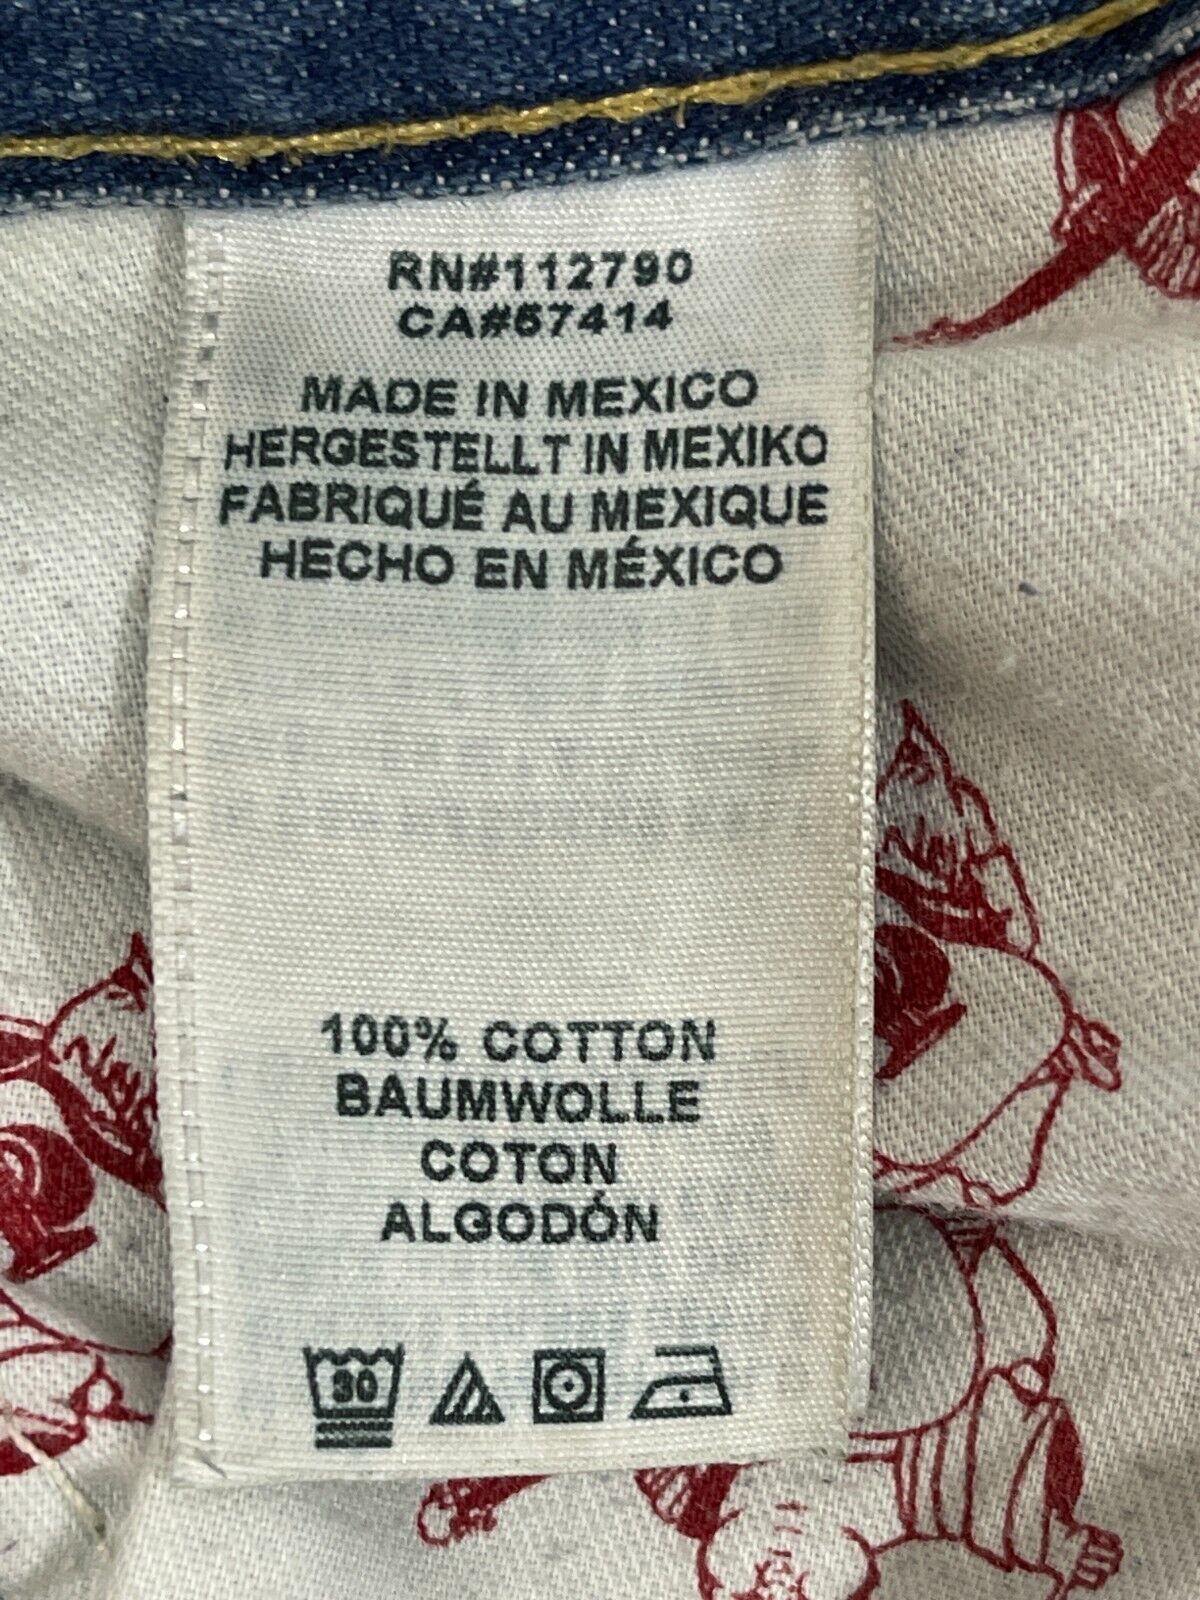 RN#112790
CA#57414
MADE IN MEXICO
HERGESTELLT IN MEXIKO
FABRIQUÉ AU MEXIQUE
HECHO EN MÉXICO
100% COTTON
BAUMWOLLE
COTON
ALGODÓN
30